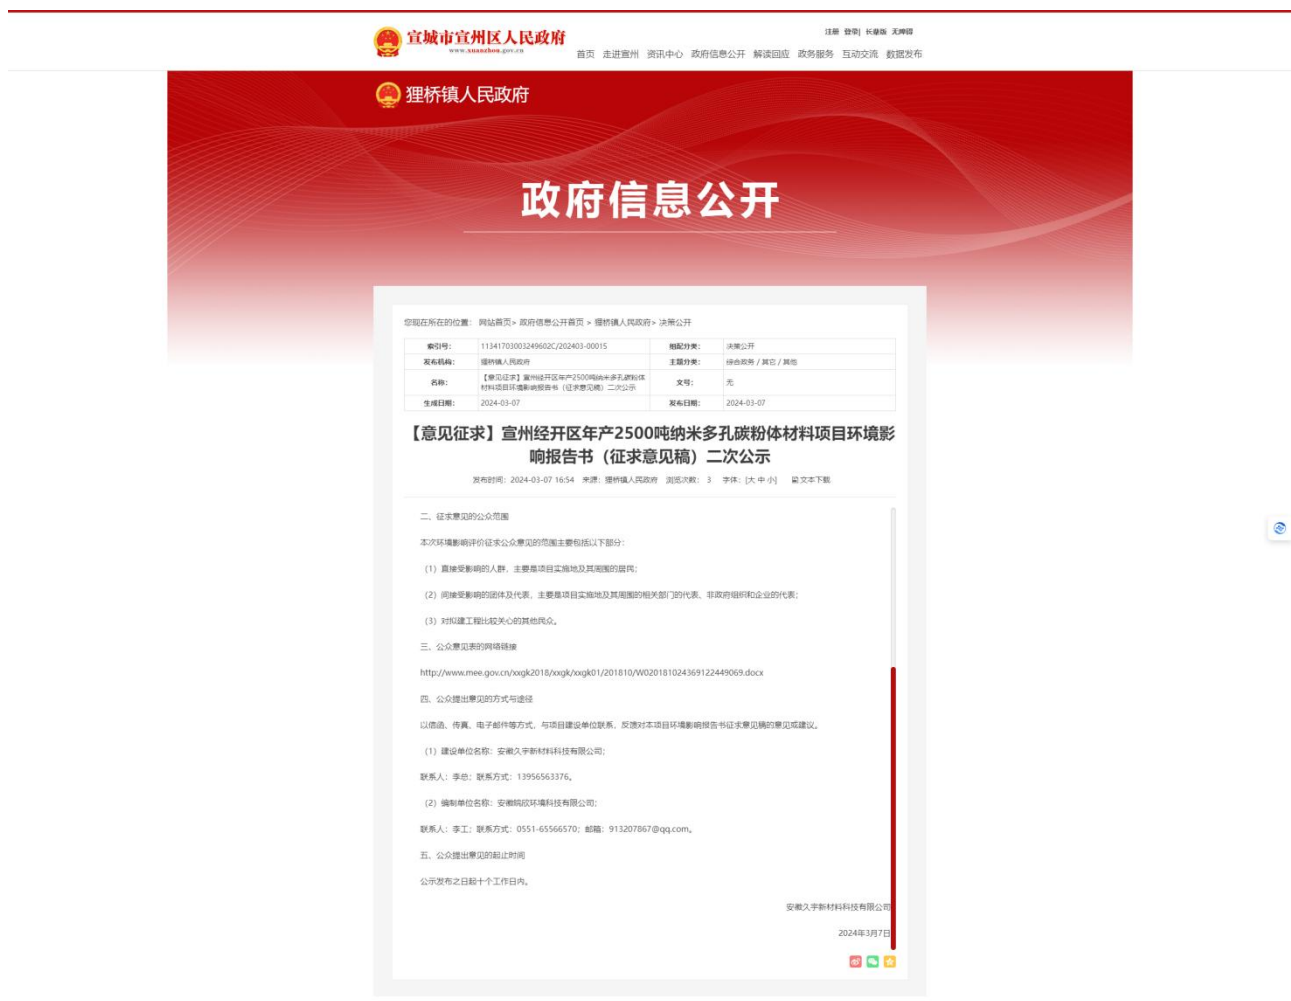 宣城市宣州区人民政府
www.xuanzhou.gov.cn
注册 登录| 长辈版 无障碍
首页 走进宣州 资讯中心 政府信息公开 解读回应 政务服务 互动交流 数据发布
狸桥镇人民政府
政府信息公开
您现在所在的位置： 网站首页> 政府信息公开首页 > 狸桥镇人民政府> 决策公开
索引号： 11341703003249602C/202403-00015 组配分类： 决策公开
发布机构： 狸桥镇人民政府 主题分类： 综合政务 / 其它 / 其他
名称： 【意见征求】宣州经开区年产2500吨纳米多孔碳粉体材料项目环境影响报告书（征求意见稿）二次公示 文号： 无
生成日期： 2024-03-07 发布日期： 2024-03-07
【意见征求】宣州经开区年产2500吨纳米多孔碳粉体材料项目环境影
响报告书（征求意见稿）二次公示
发布时间：2024-03-07 16:54 来源：狸桥镇人民政府 浏览次数： 3 字体：[大 中 小] 文本下载
二、征求意见的公众范围
本次环境影响评价征求公众意见的范围主要包括以下部分：
（1）直接受影响的人群，主要是项目实施地及其周围的居民；
（2）间接受影响的团体及代表，主要是项目实施地及其周围的相关部门的代表、非政府组织和企业的代表；
（3）对拟建工程比较关心的其他民众。
三、公众意见表的网络链接
http://www.mee.gov.cn/xxgk2018/xxgk/xxgk01/201810/W020181024369122449069.docx
四、公众提出意见的方式与途径
以信函、传真、电子邮件等方式，与项目建设单位联系，反馈对本项目环境影响报告书征求意见稿的意见或建议。
（1）建设单位名称：安徽久宇新材料科技有限公司；
联系人：李总；联系方式：13956563376。
（2）编制单位名称：安徽皖欣环境科技有限公司；
联系人：李工；联系方式：0551-65566570；邮箱：913207867@qq.com。
五、公众提出意见的起止时间
公示发布之日起十个工作日内。
安徽久宇新材料科技有限公司
2024年3月7日